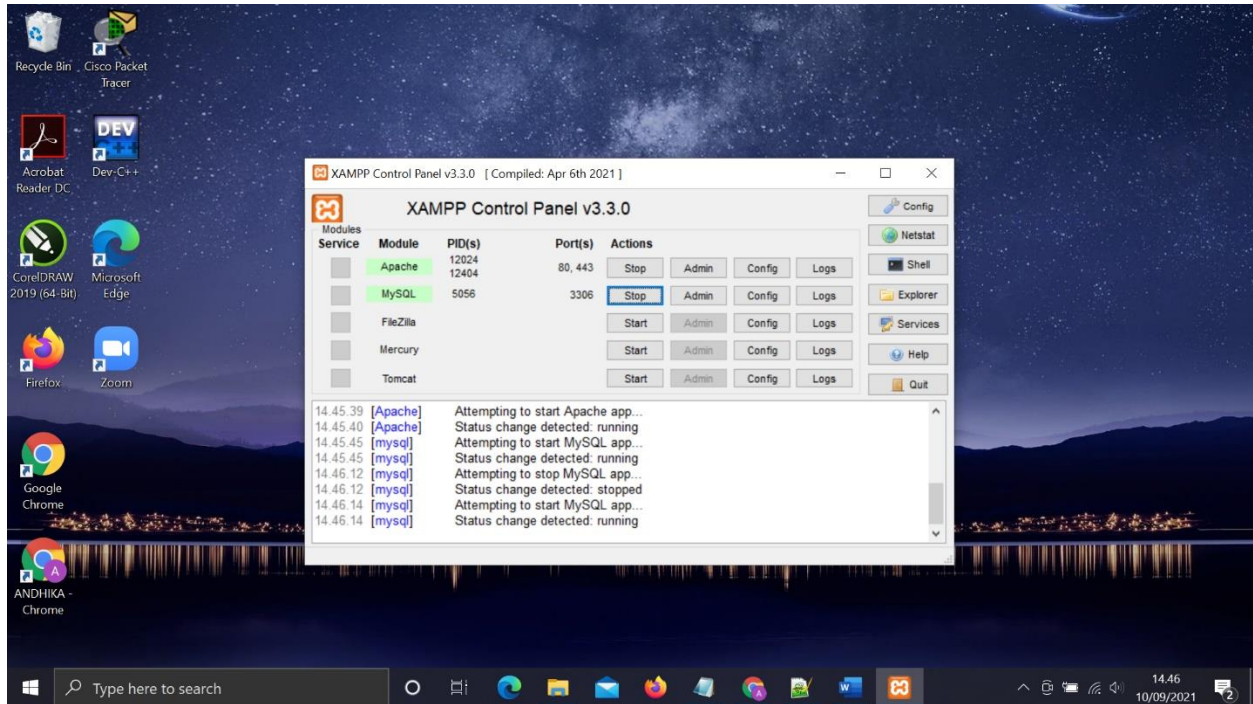 Recycle Bin
Cisco Packet
Tracer
Acrobat
Reader DC
DEV
C++
Dev-C++
CorelDRAW
2019 (64-Bit)
Microsoft
Edge
Firefox
Zoom
Google
Chrome
A
ANDHIKA -
Chrome
XAMPP Control Panel v3.3.0 [ Compiled: Apr 6th 2021 ]
XAMPP Control Panel v3.3.0
Config
Modules
Service Module PID(s) Port(s) Actions
Netstat
Apache 12024 12404 80, 443 Stop Admin Config Logs
Shell
MySQL 5056 3306 Stop Admin Config Logs
Explorer
FileZilla Start Admin Config Logs
Services
Mercury Start Admin Config Logs
Help
Tomcat Start Admin Config Logs
Quit
14.45.39 [Apache] Attempting to start Apache app...
14.45.40 [Apache] Status change detected: running
14.45.45 [mysql] Attempting to start MySQL app...
14.45.45 [mysql] Status change detected: running
14.46.12 [mysql] Attempting to stop MySQL app...
14.46.12 [mysql] Status change detected: stopped
14.46.14 [mysql] Attempting to start MySQL app...
14.46.14 [mysql] Status change detected: running
Type here to search
W
14.46
10/09/2021
2